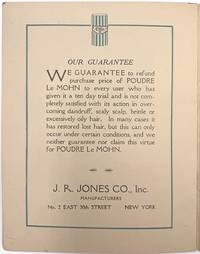 OUR GUARANTEE
WE GUARANTEE to refund
purchase price of POUDRE
Le MOHN to every user who has
given it a ten day trial and is not com-
pletely satisfied with its action in over-
coming dandruff, scaly scalp, brittle or
excessively oily hair. In many cases it
has restored lost hair, but this can only
occur under certain conditions, and we
neither guarantee nor claim this virtue
for POUDRE Le MOHN.
J. R. JONES CO., Inc.
MANUFACTURERS
No. 2 EAST 30th STREET NEW YORK